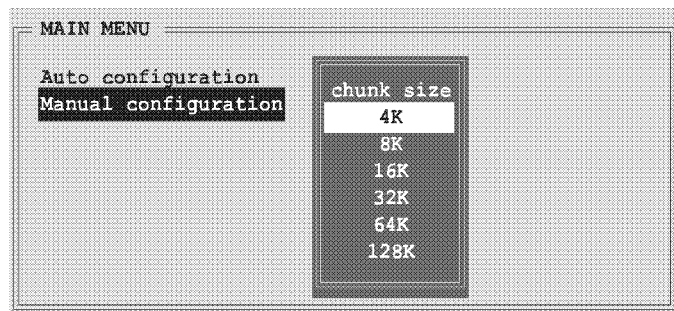 MAIN MENU
Auto configuration
Manual configuration
chunk size
4K
8K
16K
32K
64K
128K